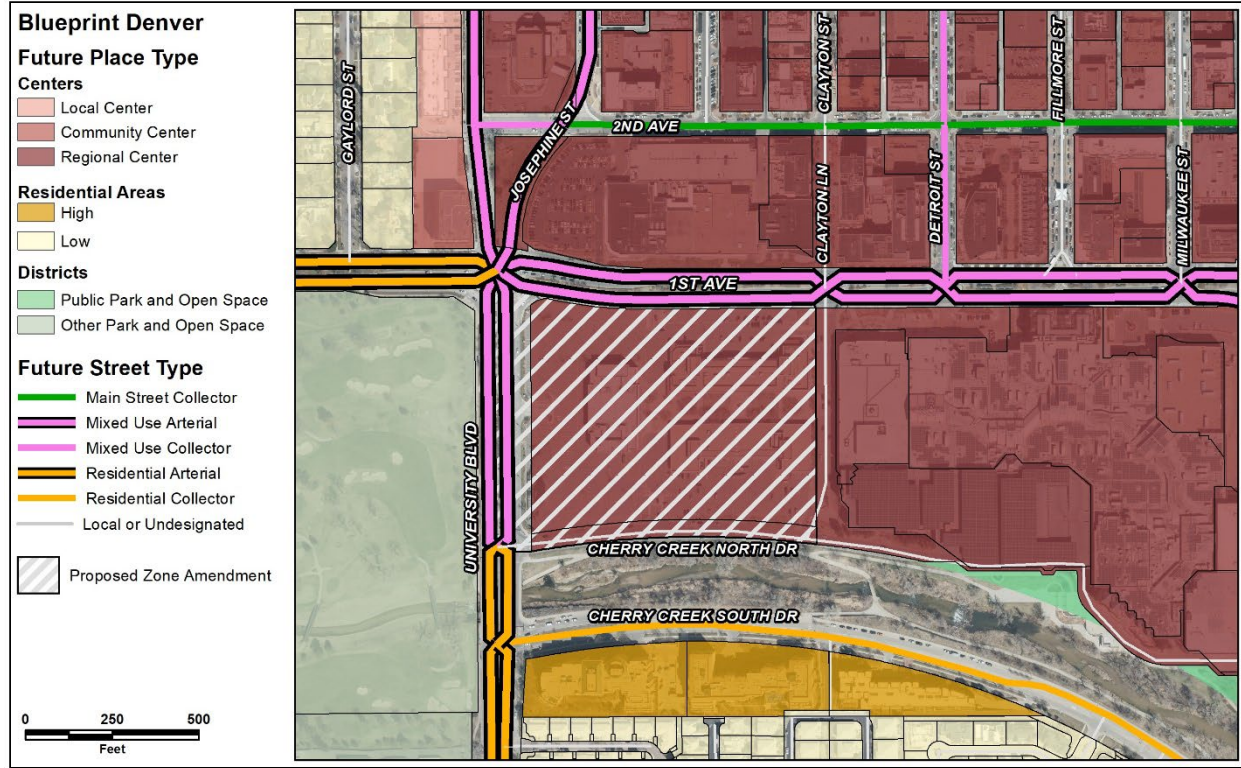 Blueprint Denver
Future Place Type
Centers
Local Center
Community Center
Regional Center
Residential Areas
High
Low
Districts
Public Park and Open Space
Other Park and Open Space
Future Street Type
Main Street Collector
Mixed Use Arterial
Mixed Use Collector
Residential Arterial
Residential Collector
Local or Undesignated
Proposed Zone Amendment
0 250 500
Feet
GAYLORD ST
JOSEPHINE ST
CLAYTON ST
FILLMORE ST
2ND AVE
CLAYTON LN
DETROIT ST
MILWAUKEE ST
1ST AVE
UNIVERSITY BLVD
CHERRY CREEK NORTH DR
CHERRY CREEK SOUTH DR